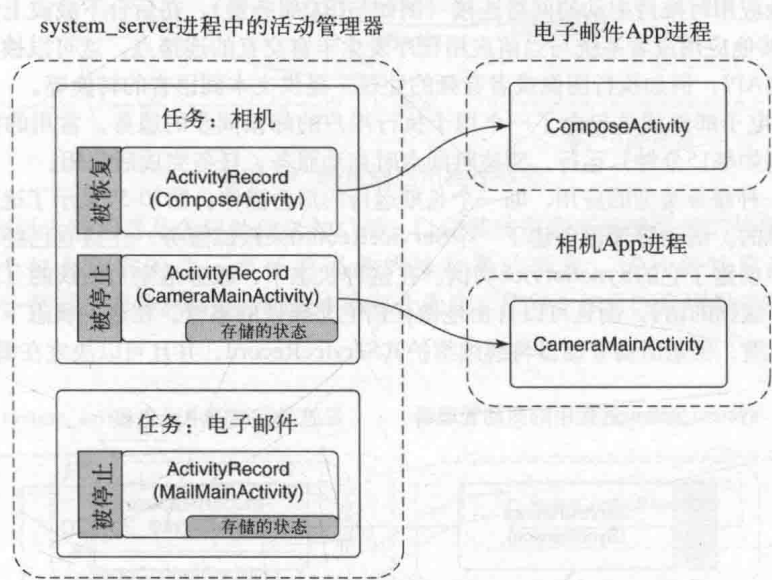 system_server进程中的活动管理器
电子邮件App进程
任务：相机
被恢复
ActivityRecord
(ComposeActivity)
ComposeActivity
被停止
ActivityRecord
(CameraMainActivity)
存储的状态
相机App进程
CameraMainActivity
任务：电子邮件
被停止
ActivityRecord
(MailMainActivity)
存储的状态